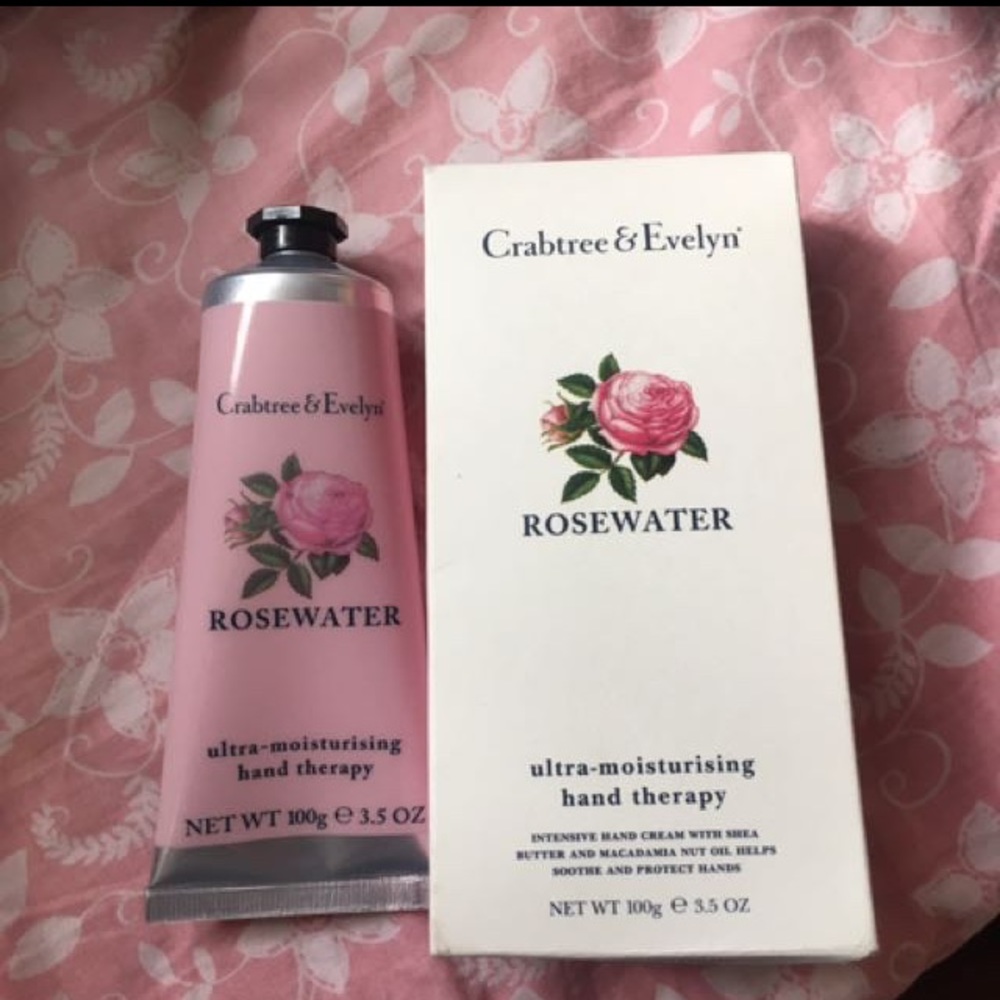 Crabtree & Evelyn®
ROSEWATER
ultra-moisturising
hand therapy
NET WT 100g ℮ 3.5 OZ
Crabtree & Evelyn®
ROSEWATER
ultra-moisturising
hand therapy
INTENSIVE HAND CREAM WITH SHEA
BUTTER AND MACADAMIA NUT OIL HELPS
SOOTHE AND PROTECT HANDS
NET WT 100g ℮ 3.5 OZ